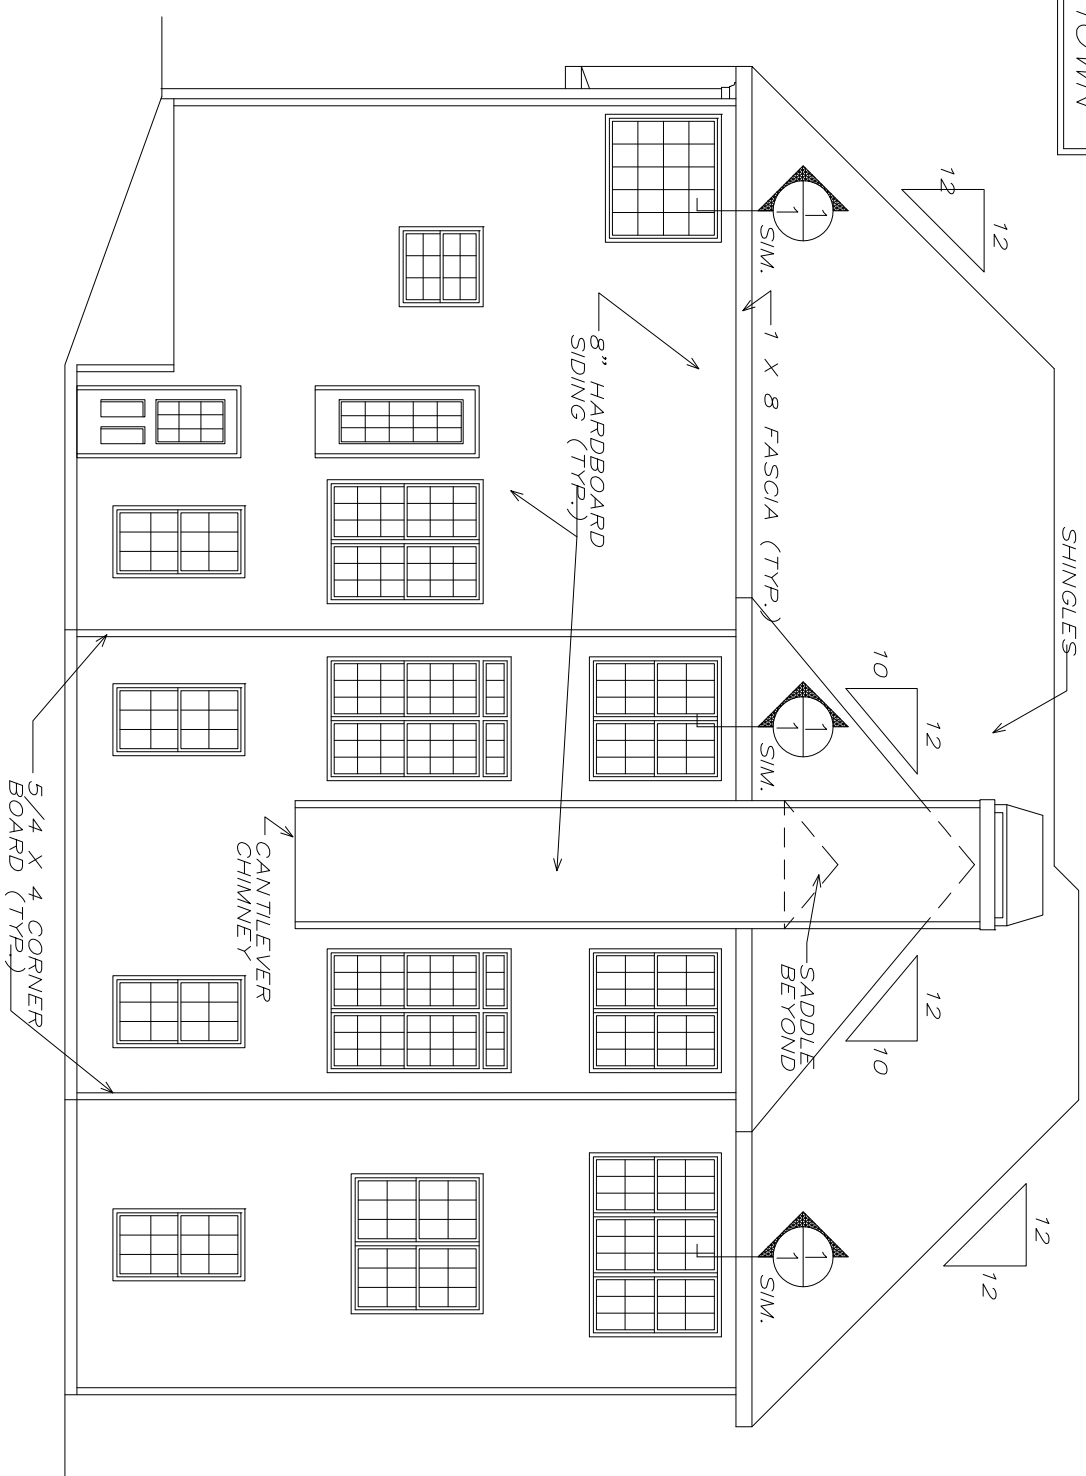 TOWN
SHINGLES
12
12
10
12
12
10
12
12
1
1
SIM.
1
1
SIM.
1
1
SIM.
1 X 8 FASCIA (TYP.)
8" HARDBOARD
SIDING (TYP.)
SADDLE
BEYOND
CANTILEVER
CHIMNEY
5/4 X 4 CORNER
BOARD (TYP.)